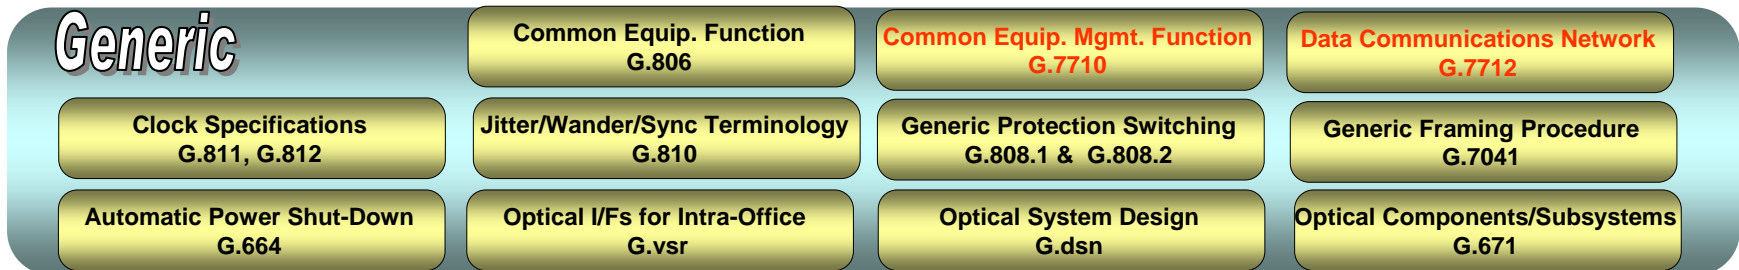 Generic
Common Equip. Function
G.806
Common Equip. Mgmt. Function
G.7710
Data Communications Network
G.7712
Clock Specifications
G.811, G.812
Jitter/Wander/Sync Terminology
G.810
Generic Protection Switching
G.808.1 & G.808.2
Generic Framing Procedure
G.7041
Automatic Power Shut-Down
G.664
Optical I/Fs for Intra-Office
G.vsr
Optical System Design
G.dsn
Optical Components/Subsystems
G.671